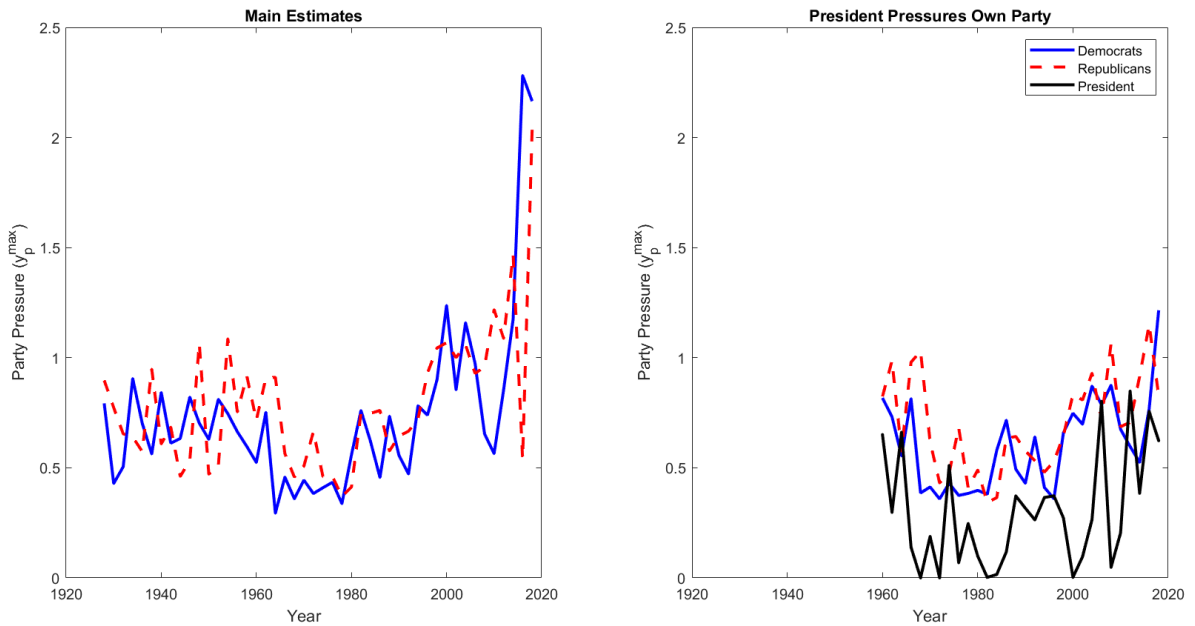 Main Estimates
2.5
2
1.5
1
0.5
0
1920
1940
1960
1980
2000
2020
Year
Party Pressure (y_p^max)
President Pressures Own Party
Democrats
Republicans
President
2.5
2
1.5
1
0.5
0
1920
1940
1960
1980
2000
2020
Year
Party Pressure (y_p^max)